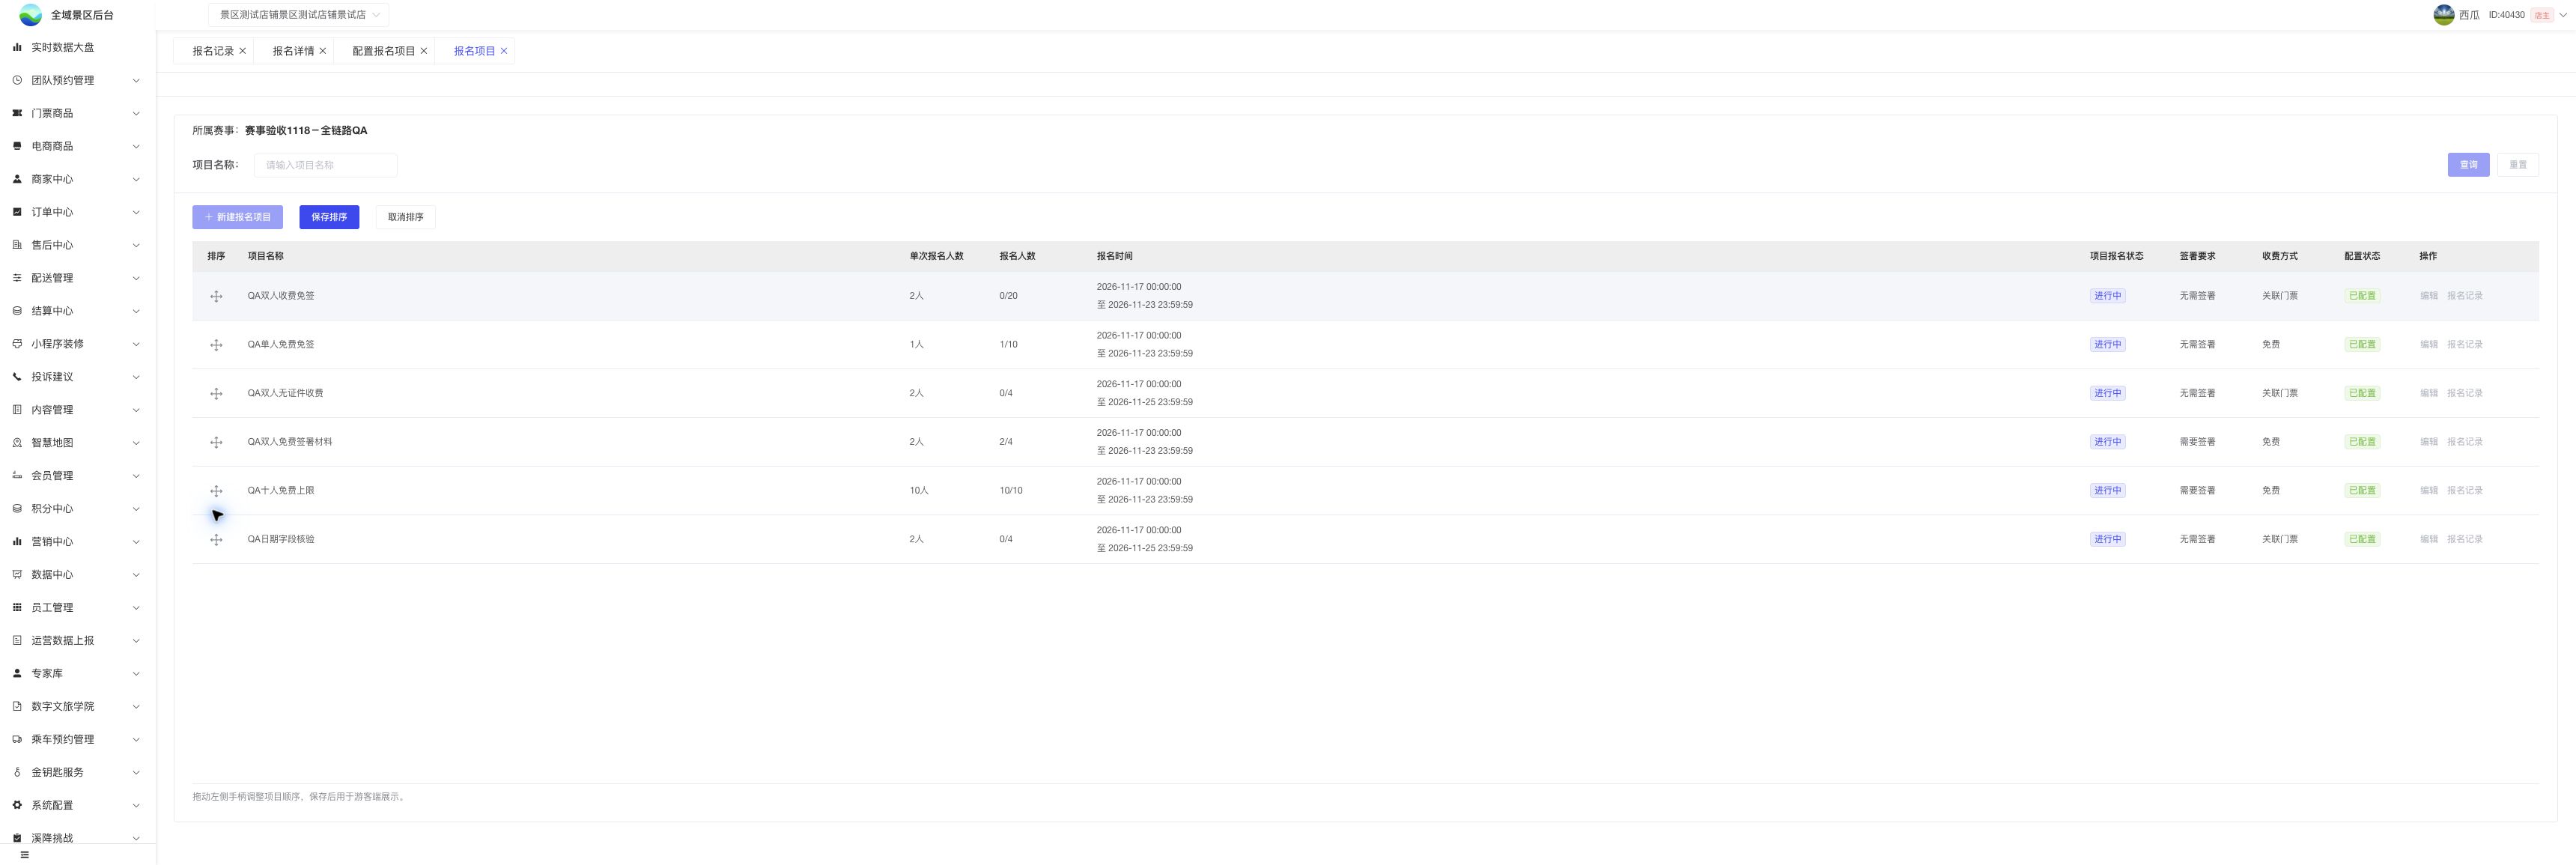 全域景区后台
景区测试店铺景区测试店铺景试店
西瓜 ID:40430 店主
实时数据大盘
团队预约管理
门票商品
电商商品
商家中心
订单中心
售后中心
配送管理
结算中心
小程序装修
投诉建议
内容管理
智慧地图
会员管理
积分中心
营销中心
数据中心
员工管理
运营数据上报
专家库
数字文旅学院
乘车预约管理
金钥匙服务
系统配置
溪降挑战
报名记录 报名详情 配置报名项目 报名项目
所属赛事：赛事验收1118－全链路QA
项目名称： 请输入项目名称 查询 重置
新建报名项目 保存排序 取消排序
排序 项目名称 单次报名人数 报名人数 报名时间 项目报名状态 签署要求 收费方式 配置状态 操作
QA双人收费免签 2人 0/20 2026-11-17 00:00:00 进行中 无需签署 关联门票 已配置 编辑 报名记录
至 2026-11-23 23:59:59
QA单人免费免签 1人 1/10 2026-11-17 00:00:00 进行中 无需签署 免费 已配置 编辑 报名记录
至 2026-11-23 23:59:59
QA双人无证件收费 2人 0/4 2026-11-17 00:00:00 进行中 无需签署 关联门票 已配置 编辑 报名记录
至 2026-11-25 23:59:59
QA双人免费签署材料 2人 2/4 2026-11-17 00:00:00 进行中 需要签署 免费 已配置 编辑 报名记录
至 2026-11-23 23:59:59
QA十人免费上限 10人 10/10 2026-11-17 00:00:00 进行中 需要签署 免费 已配置 编辑 报名记录
至 2026-11-23 23:59:59
QA日期字段核验 2人 0/4 2026-11-17 00:00:00 进行中 无需签署 关联门票 已配置 编辑 报名记录
至 2026-11-25 23:59:59
拖动左侧手柄调整项目顺序，保存后用于游客端展示。